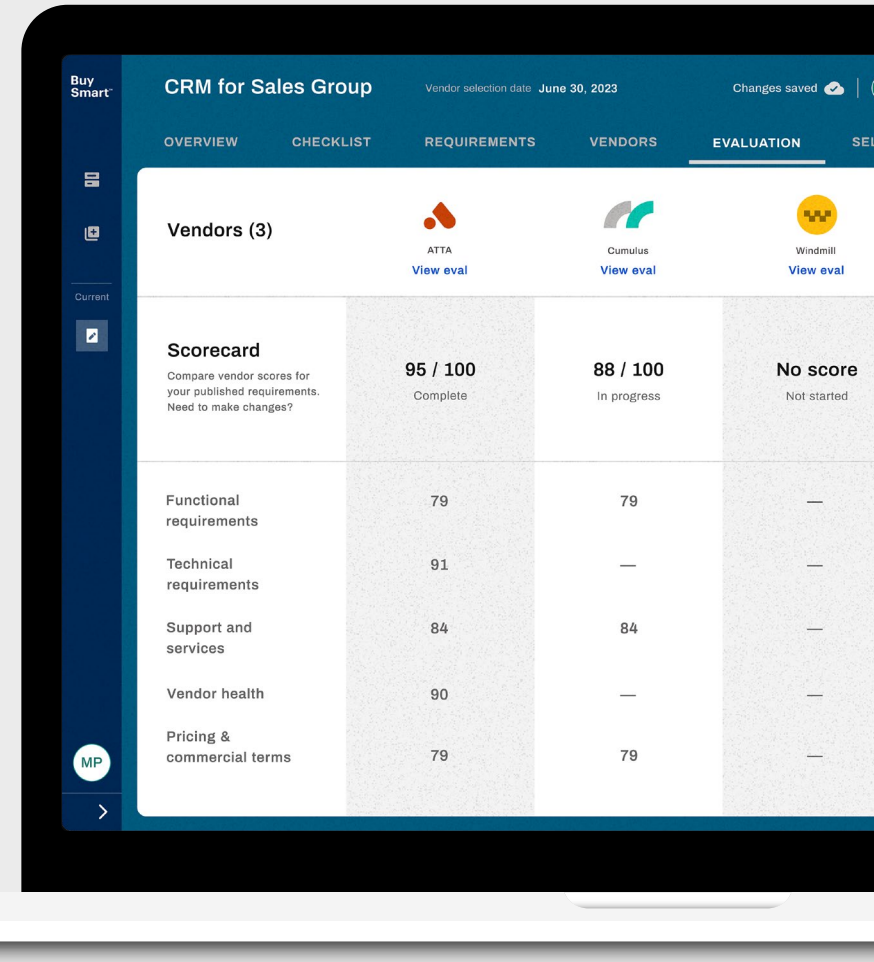 Buy
Smart™
CRM for Sales Group
Vendor selection date June 30, 2023
Changes saved
OVERVIEW CHECKLIST REQUIREMENTS VENDORS EVALUATION
Vendors (3)
ATTA
Cumulus
Windmill
View eval
View eval
View eval
Current
Scorecard
Compare vendor scores for
your published requirements.
Need to make changes?
95 / 100
Complete
88 / 100
In progress
No score
Not started
Functional
requirements
79 79 —
Technical
requirements
91 — —
Support and
services
84 84 —
Vendor health 90 — —
Pricing &
commercial terms
79 79 —
MP